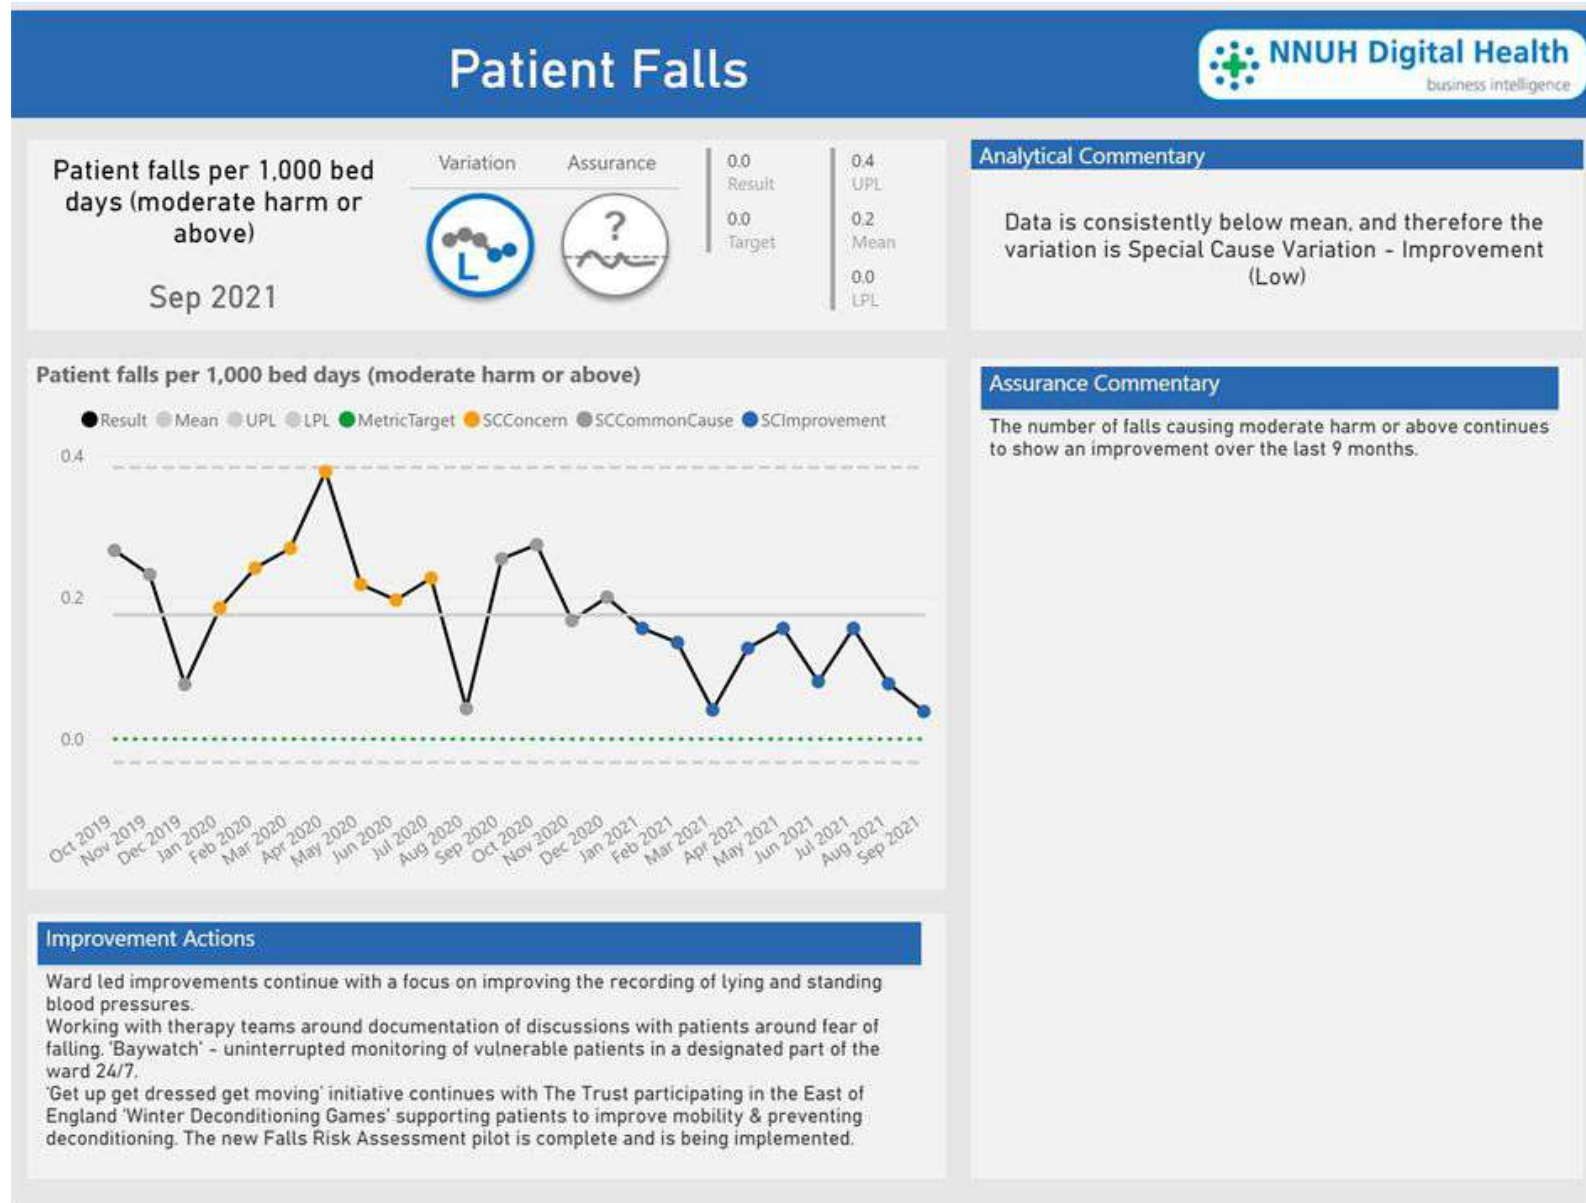 Patient Falls
NNUH Digital Health
business intelligence
Patient falls per 1,000 bed
days (moderate harm or
above)
Sep 2021
Variation
Assurance
L
?
0.0
Result
0.0
Target
0.4
UPL
0.2
Mean
0.0
LPL
Analytical Commentary
Data is consistently below mean, and therefore the
variation is Special Cause Variation - Improvement
(Low)
Patient falls per 1,000 bed days (moderate harm or above)
Result Mean UPL LPL MetricTarget SCConcern SCCommonCause SCImprovement
0.4
0.2
0.0
Oct 2019
Nov 2019
Dec 2019
Jan 2020
Feb 2020
Mar 2020
Apr 2020
May 2020
Jun 2020
Jul 2020
Aug 2020
Sep 2020
Oct 2020
Nov 2020
Dec 2020
Jan 2021
Feb 2021
Mar 2021
Apr 2021
May 2021
Jun 2021
Jul 2021
Aug 2021
Sep 2021
Assurance Commentary
The number of falls causing moderate harm or above continues
to show an improvement over the last 9 months.
Improvement Actions
Ward led improvements continue with a focus on improving the recording of lying and standing
blood pressures.
Working with therapy teams around documentation of discussions with patients around fear of
falling. 'Baywatch' - uninterrupted monitoring of vulnerable patients in a designated part of the
ward 24/7.
'Get up get dressed get moving' initiative continues with The Trust participating in the East of
England 'Winter Deconditioning Games' supporting patients to improve mobility & preventing
deconditioning. The new Falls Risk Assessment pilot is complete and is being implemented.